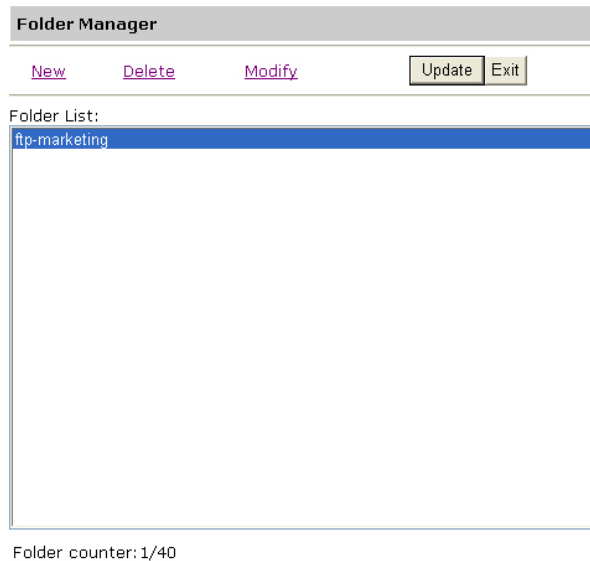 Folder Manager
New Delete Modify Update Exit
Folder List:
ftp-marketing
Folder counter: 1/40